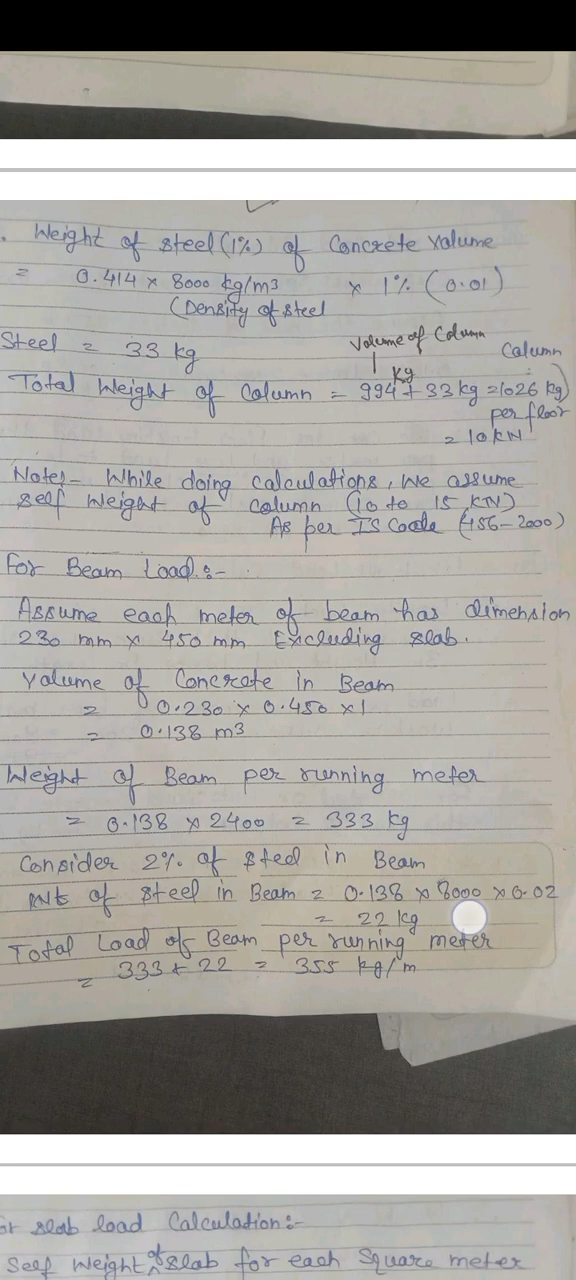 . Weight of steel (1%) of Concrete volume
= 0.414 x 8000 kg/m3 x 1% (0.01)
(Density of steel
Steel = 33 kg
Volume of Column
Column
Total Weight of Column = 994 kg + 33 kg = 1026 kg)
per floor
= 10 KN
Note:- While doing calculations, we assume
self weight of column (10 to 15 KN)
As per IS Code (456-2000)
For Beam Load:-
Assume each meter of beam has dimension
230 mm x 450 mm Excluding slab.
Volume of Concrete in Beam
= 0.230 x 0.450 x 1
= 0.138 m3
Weight of Beam per running meter
= 0.138 x 2400 = 333 kg
Consider 2% of steel in Beam
Wt of Steel in Beam = 0.138 x 8000 x 0.02
= 22 kg
Total Load of Beam per running meter
= 333 + 22 = 355 kg/m
or slab load Calculation:-
Self Weight of slab for each Square meter